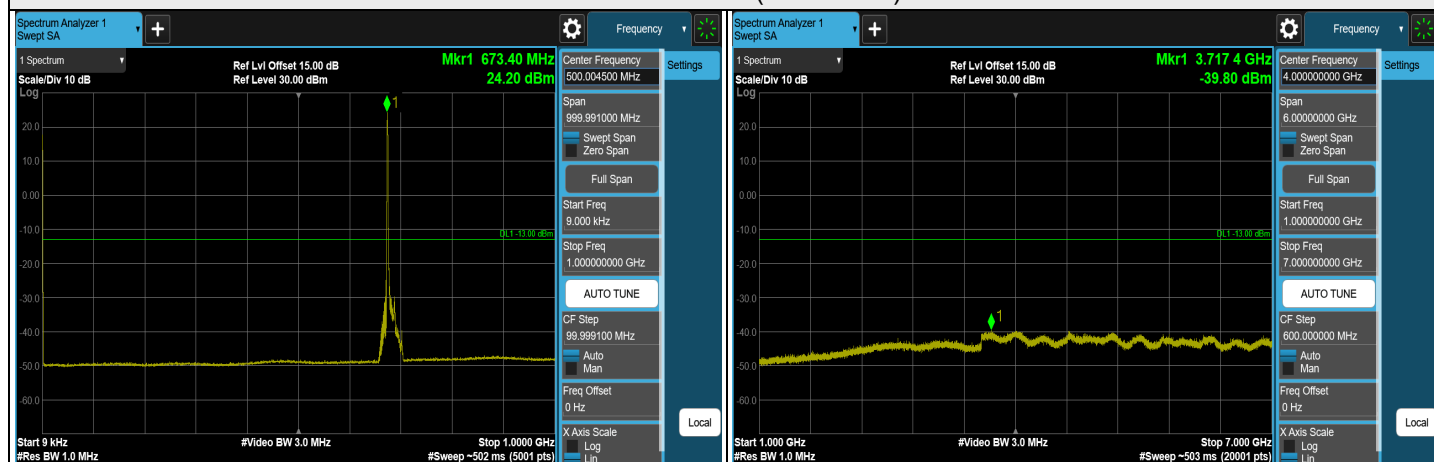 Spectrum Analyzer 1
Swept SA
+
Frequency
1 Spectrum
Scale/Div 10 dB
Log
Ref Lvl Offset 15.00 dB
Ref Level 30.00 dBm
Mkr1 673.40 MHz
24.20 dBm
1
20.0
10.0
0.00
-10.0
-20.0
-30.0
-40.0
-50.0
-60.0
DL1 -13.00 dBm
Start 9 kHz
#Res BW 1.0 MHz
#Video BW 3.0 MHz
Stop 1.0000 GHz
#Sweep ~502 ms (5001 pts)
Center Frequency
500.004500 MHz
Span
999.991000 MHz
Swept Span
Zero Span
Full Span
Start Freq
9.000 kHz
Stop Freq
1.000000000 GHz
AUTO TUNE
CF Step
99.999100 MHz
Auto
Man
Freq Offset
0 Hz
X Axis Scale
Log
Lin
Settings
Local
Spectrum Analyzer 1
Swept SA
+
Frequency
1 Spectrum
Scale/Div 10 dB
Log
Ref Lvl Offset 15.00 dB
Ref Level 30.00 dBm
Mkr1 3.717 4 GHz
-39.80 dBm
1
20.0
10.0
0.00
-10.0
-20.0
-30.0
-40.0
-50.0
-60.0
DL1 -13.00 dBm
Start 1.000 GHz
#Res BW 1.0 MHz
#Video BW 3.0 MHz
Stop 7.000 GHz
#Sweep ~503 ms (20001 pts)
Center Frequency
4.000000000 GHz
Span
6.00000000 GHz
Swept Span
Zero Span
Full Span
Start Freq
1.000000000 GHz
Stop Freq
7.000000000 GHz
AUTO TUNE
CF Step
600.000000 MHz
Auto
Man
Freq Offset
0 Hz
X Axis Scale
Log
Lin
Settings
Local